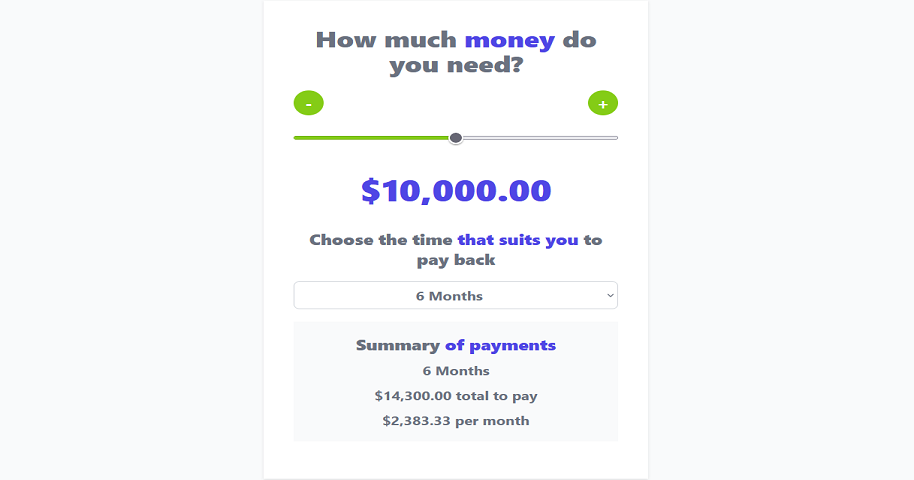 How much money do
you need?
- +
$10,000.00
Choose the time that suits you to
pay back
6 Months
Summary of payments
6 Months
$14,300.00 total to pay
$2,383.33 per month